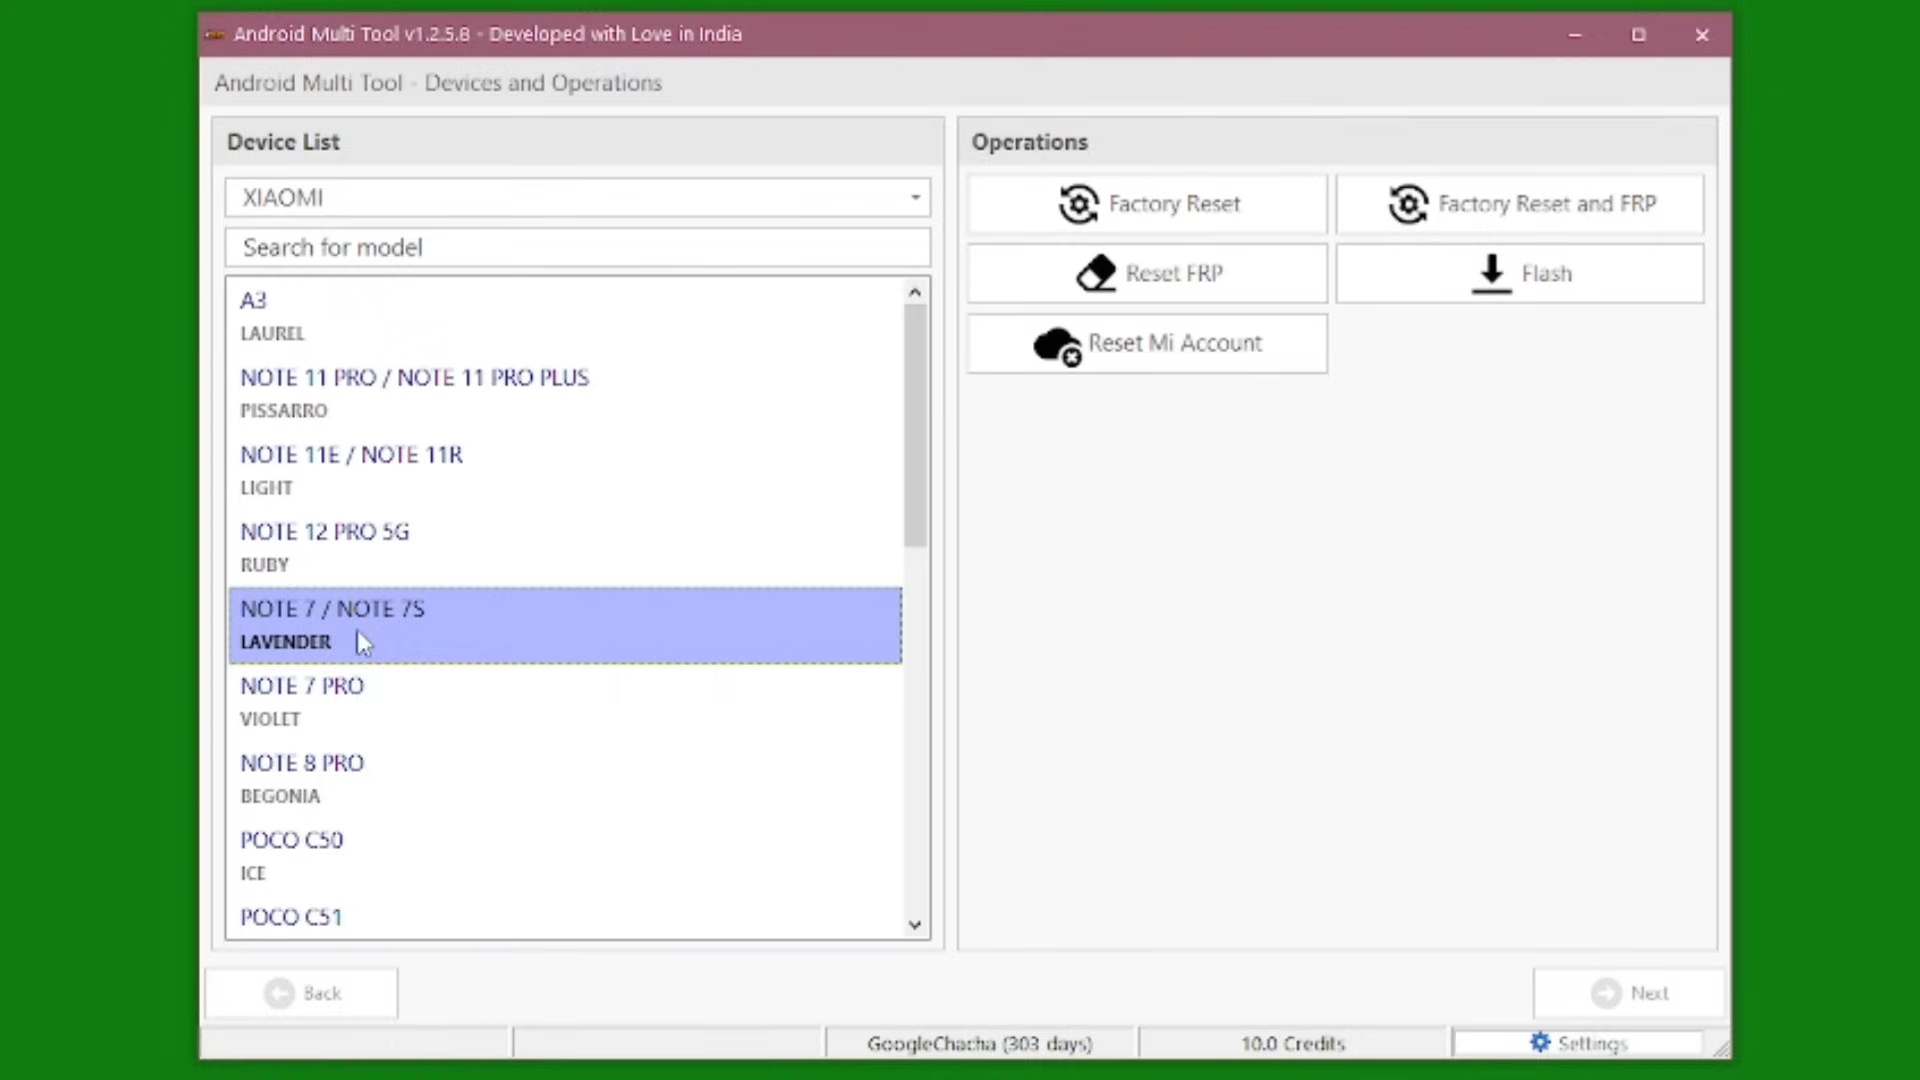 Android Multi Tool v1.2.5.8 - Developed with Love in India
Android Multi Tool - Devices and Operations
Device List
XIAOMI
Search for model
A3
LAUREL
NOTE 11 PRO / NOTE 11 PRO PLUS
PISSARRO
NOTE 11E / NOTE 11R
LIGHT
NOTE 12 PRO 5G
RUBY
NOTE 7 / NOTE 7S
LAVENDER
NOTE 7 PRO
VIOLET
NOTE 8 PRO
BEGONIA
POCO C50
ICE
POCO C51
Operations
Factory Reset
Factory Reset and FRP
Reset FRP
Flash
Reset Mi Account
Back
Next
GoogleChacha (303 days)
10.0 Credits
Settings